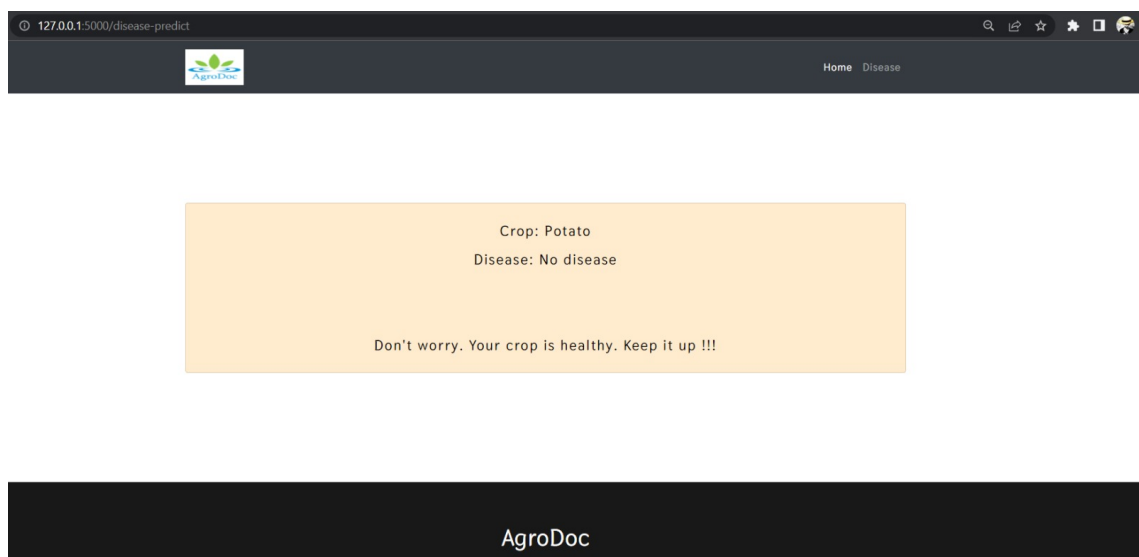 127.0.0.1:5000/disease-predict
AgroDoc
Home Disease
Crop: Potato
Disease: No disease
Don't worry. Your crop is healthy. Keep it up !!!
AgroDoc